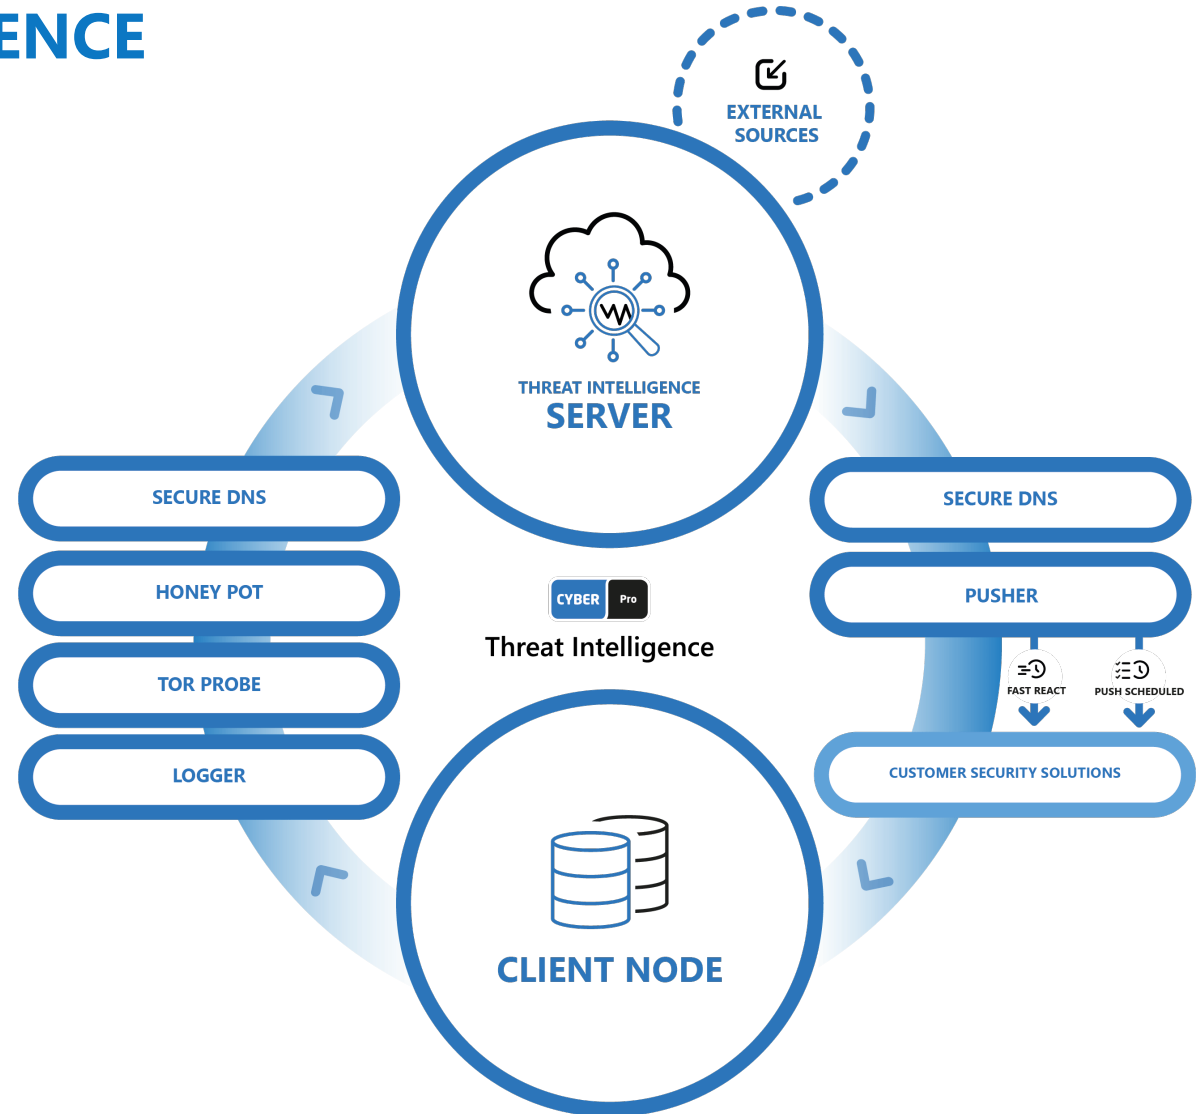 ENCE
EXTERNAL
SOURCES
THREAT INTELLIGENCE
SERVER
SECURE DNS
HONEY POT
TOR PROBE
LOGGER
CYBER Pro
Threat Intelligence
SECURE DNS
PUSHER
FAST REACT
PUSH SCHEDULED
CUSTOMER SECURITY SOLUTIONS
CLIENT NODE